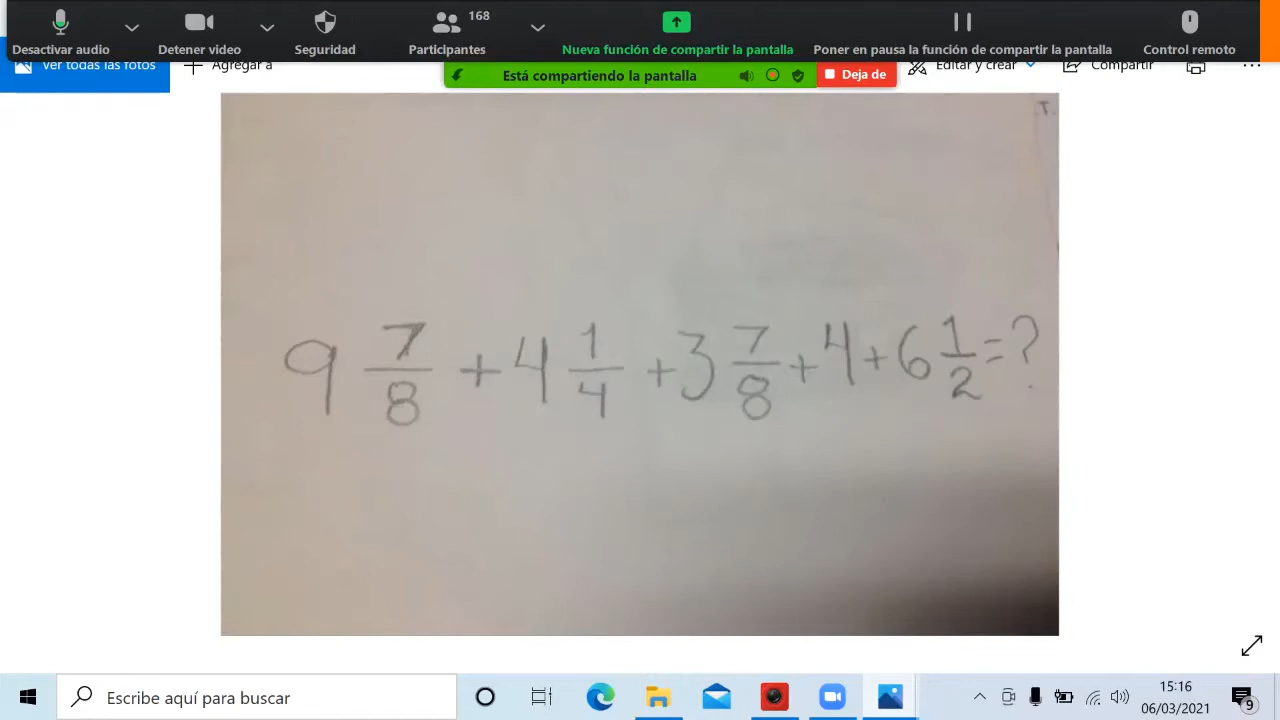 168
Desactivar audio Detener video Seguridad Participantes Nueva función de compartir la pantalla Poner en pausa la función de compartir la pantalla Control remoto
Ver todas las fotos Agregar a Está compartiendo la pantalla Deja de Editar y crear Compartir
9 7/8 + 4 1/4 + 3 7/8 + 4 + 6 1/2 = ?
Escribe aquí para buscar
15:16
06/03/2021
9